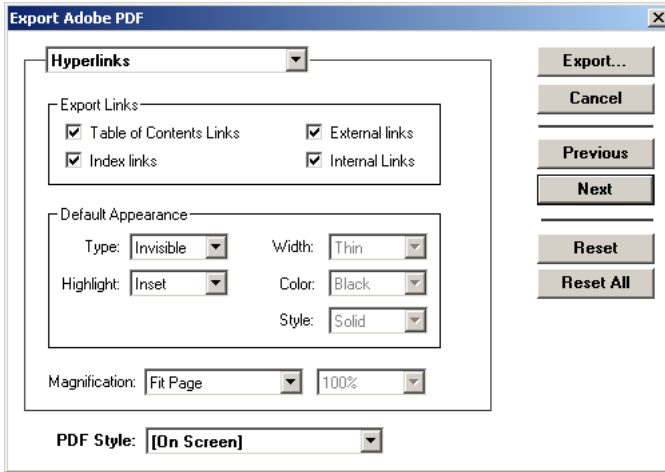 Export Adobe PDF
Hyperlinks
Export...
Cancel
Export Links
Table of Contents Links
External links
Index links
Internal Links
Previous
Next
Default Appearance
Type: Invisible
Width: Thin
Reset
Highlight: Inset
Color: Black
Reset All
Style: Solid
Magnification: Fit Page
100%
PDF Style: [On Screen]